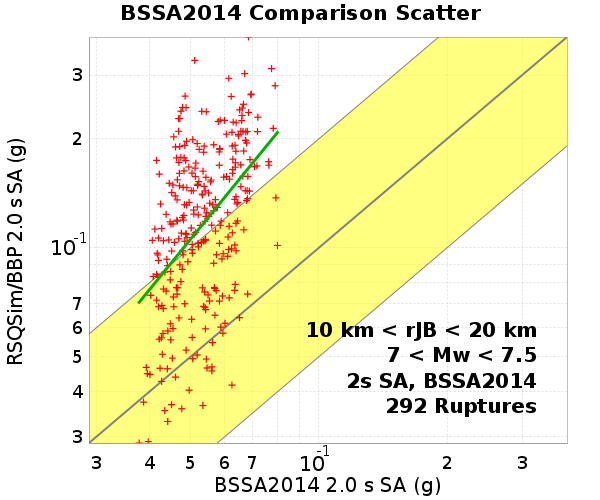 BSSA2014 Comparison Scatter
RSQSim/BBP 2.0 s SA (g)
3
2
10-1
7
6
5
4
3
10 km < rJB < 20 km
7 < Mw < 7.5
2s SA, BSSA2014
292 Ruptures
3 4 5 6 7 10-1 2 3
BSSA2014 2.0 s SA (g)